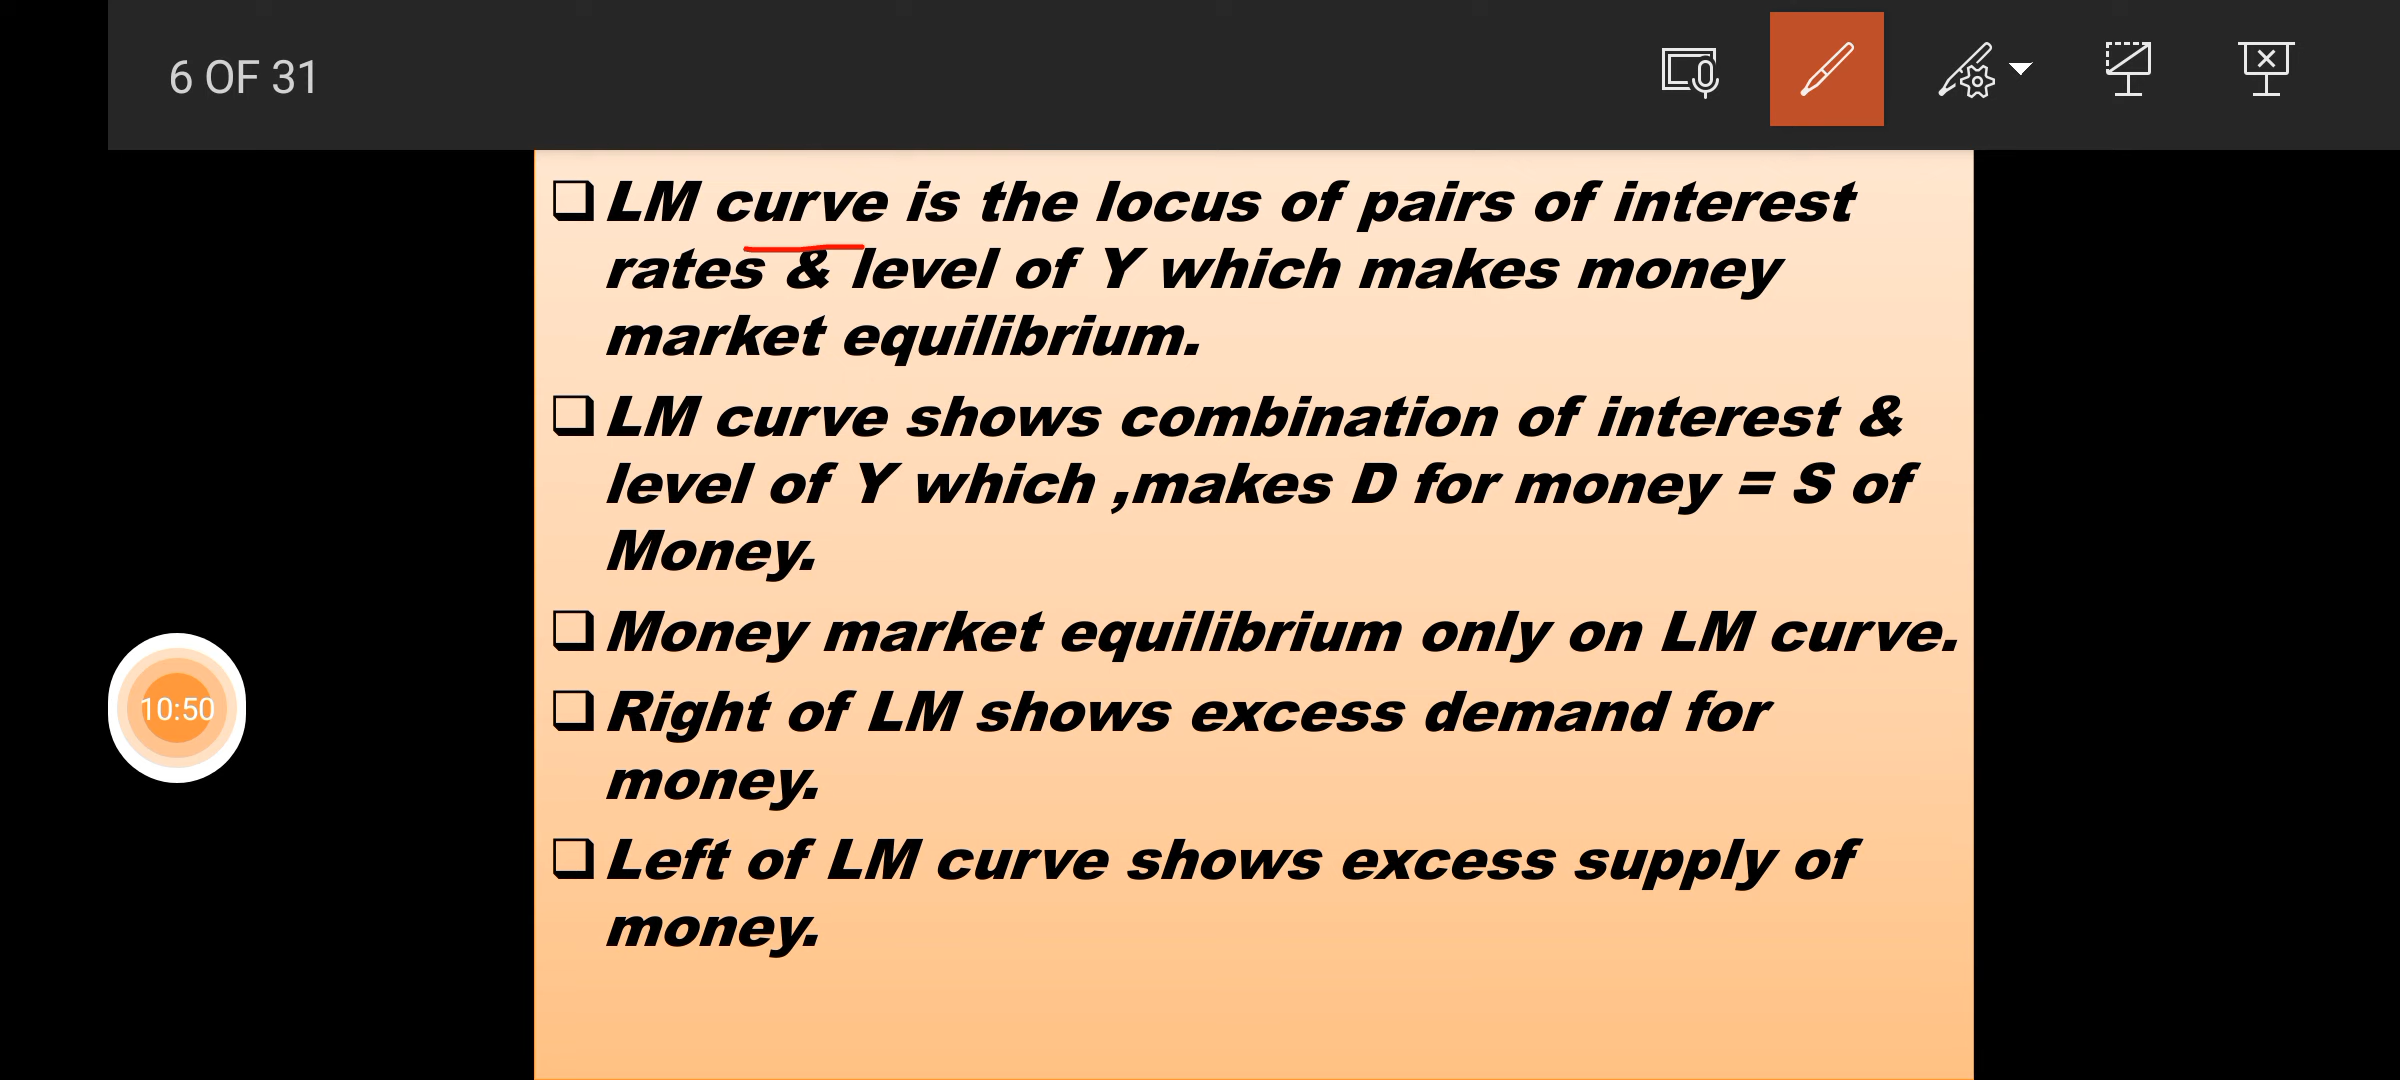 6 OF 31
LM curve is the locus of pairs of interest
rates & level of Y which makes money
market equilibrium.
LM curve shows combination of interest &
level of Y which ,makes D for money = S of
Money.
Money market equilibrium only on LM curve.
Right of LM shows excess demand for
money.
Left of LM curve shows excess supply of
money.
10:50